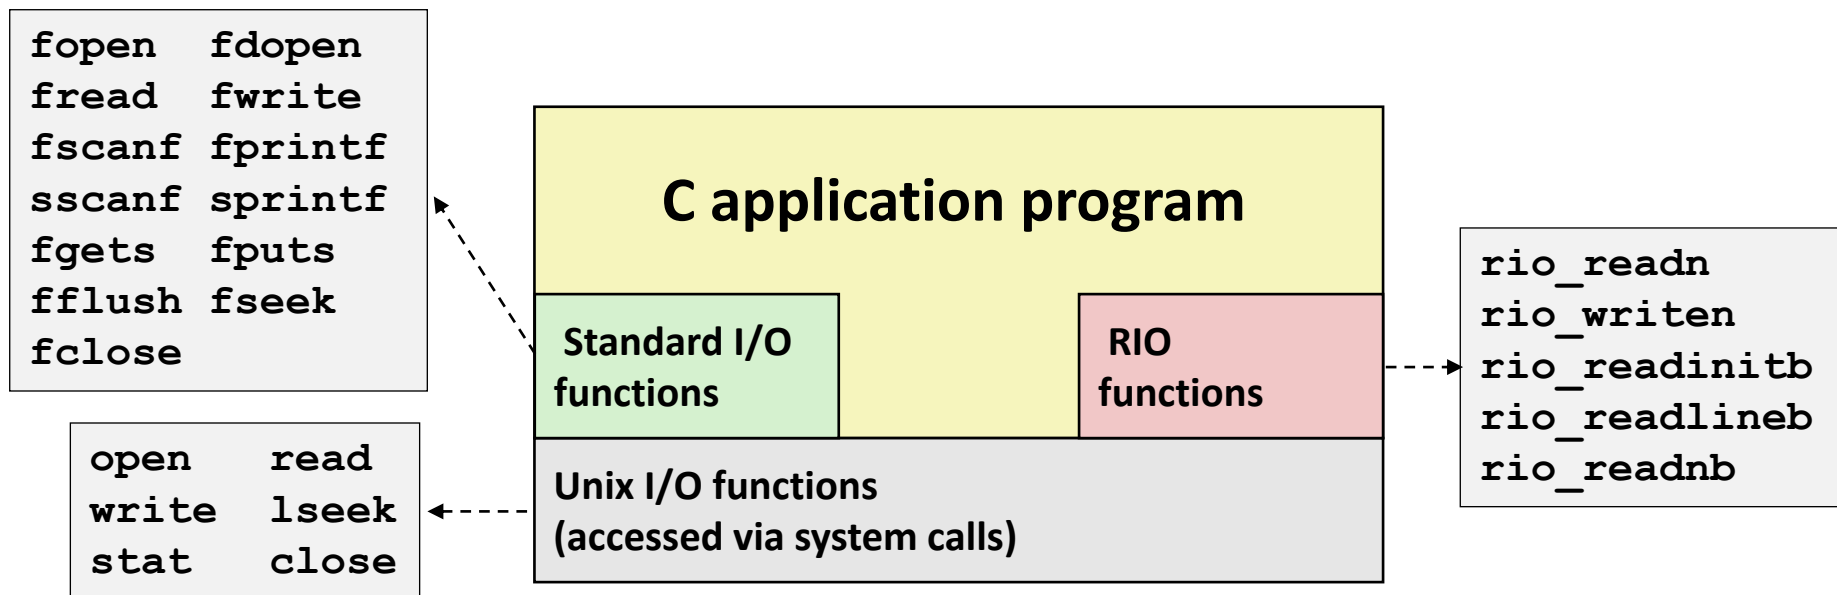 fopen fdopen
fread fwrite
fscanf fprintf
sscanf sprintf
fgets fputs
fflush fseek
fclose
C application program
Standard I/O
functions
RIO
functions
rio_readn
rio_writen
rio_readinitb
rio_readlineb
rio_readnb
open read
write lseek
stat close
Unix I/O functions
(accessed via system calls)